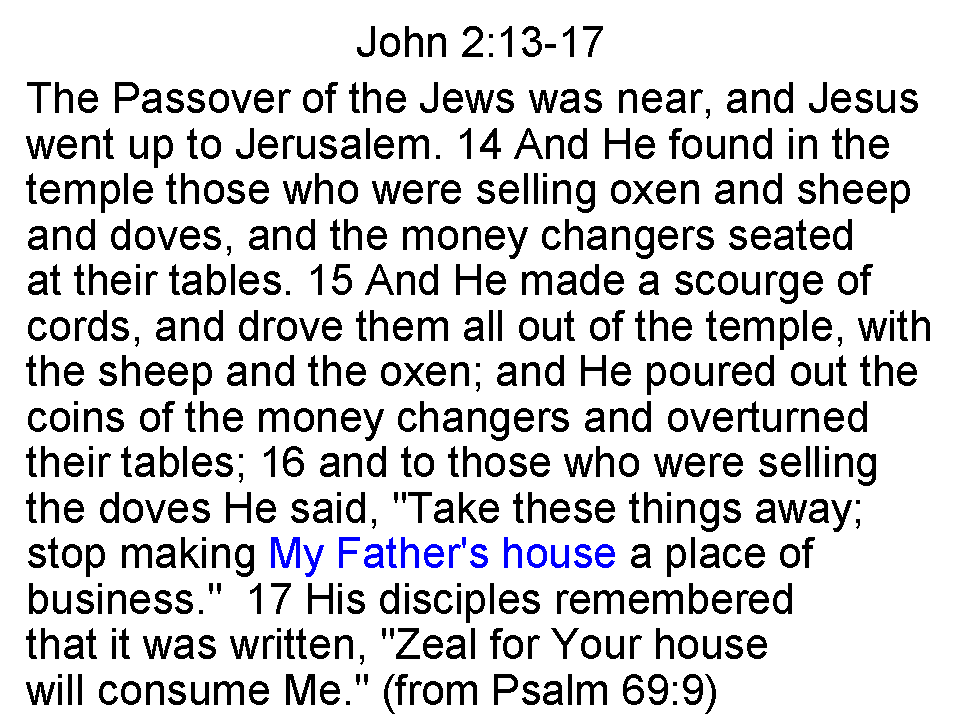 John 2:13-17
The Passover of the Jews was near, and Jesus
went up to Jerusalem. 14 And He found in the
temple those who were selling oxen and sheep
and doves, and the money changers seated
at their tables. 15 And He made a scourge of
cords, and drove them all out of the temple, with
the sheep and the oxen; and He poured out the
coins of the money changers and overturned
their tables; 16 and to those who were selling
the doves He said, "Take these things away;
stop making My Father's house a place of
business."  17 His disciples remembered
that it was written, "Zeal for Your house
will consume Me." (from Psalm 69:9)